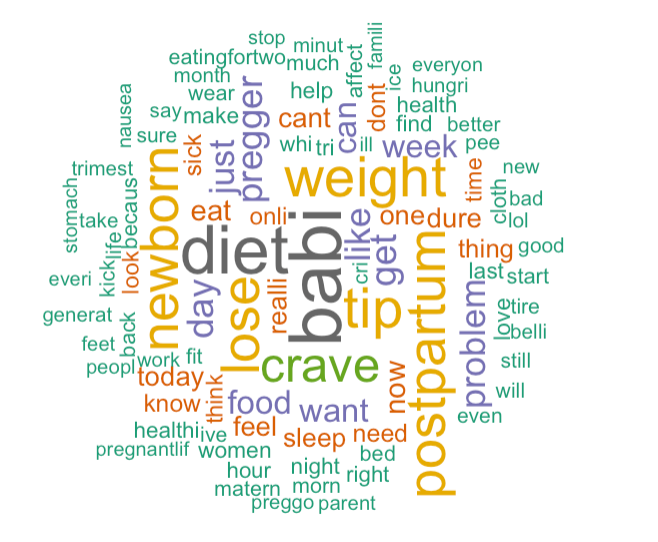 stop
minut
famili
eatingfortwo
much
affect
ice
everyon
month
hungri
nausea
wear
pregger
help
dont
health
say
make
cant
can
find
better
sure
sick
just
whi
tri
ill
week
pee
trimest
newborn
weight
time
new
stomach
becaus
eat
onli
babi
like
one
dure
cloth
bad
take
life
look
diet
get
lol
kick
day
lose
realli
cri
tip
postpartum
thing
good
everi
last
start
generat
back
problem
love
tire
feet
belli
peopl
work
fit
crave
still
today
think
now
will
know
food
want
even
healthi
ive
feel
sleep
need
pregnantlif
women
bed
hour
night
right
matern
morn
preggo
parent